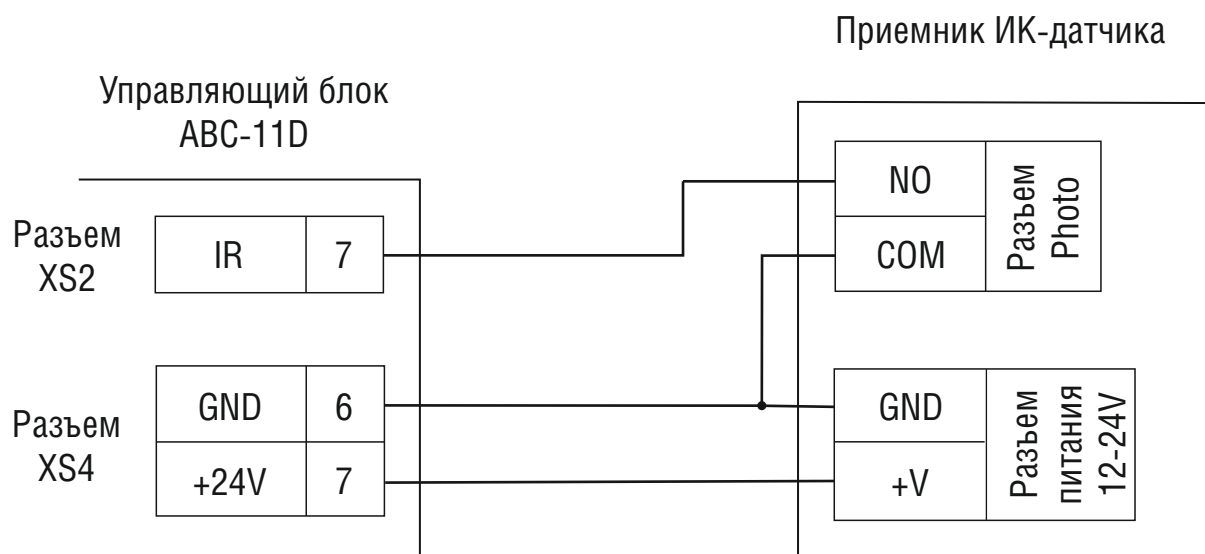 Приемник ИК-датчика
Управляющий блок
ABC-11D
Разъем
XS2
IR 7
NO
COM
Разъем
Photo
Разъем
XS4
GND 6
+24V 7
GND
+V
Разъем
питания
12-24V